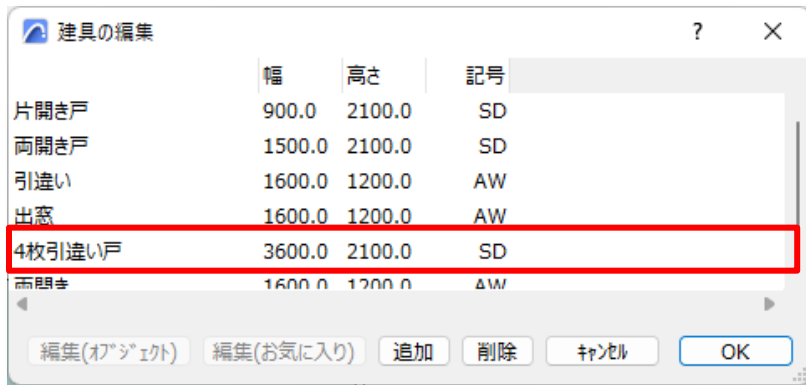 建具の編集 ?
幅 高さ 記号
片開き戸 900.0 2100.0 SD
両開き戸 1500.0 2100.0 SD
引違い 1600.0 1200.0 AW
出窓 1600.0 1200.0 AW
4枚引違い戸 3600.0 2100.0 SD
両開き 1600.0 1200.0 AW
編集(ｵﾌﾞｼﾞｪｸﾄ) 編集(お気に入り) 追加 削除 ｷｬﾝｾﾙ OK